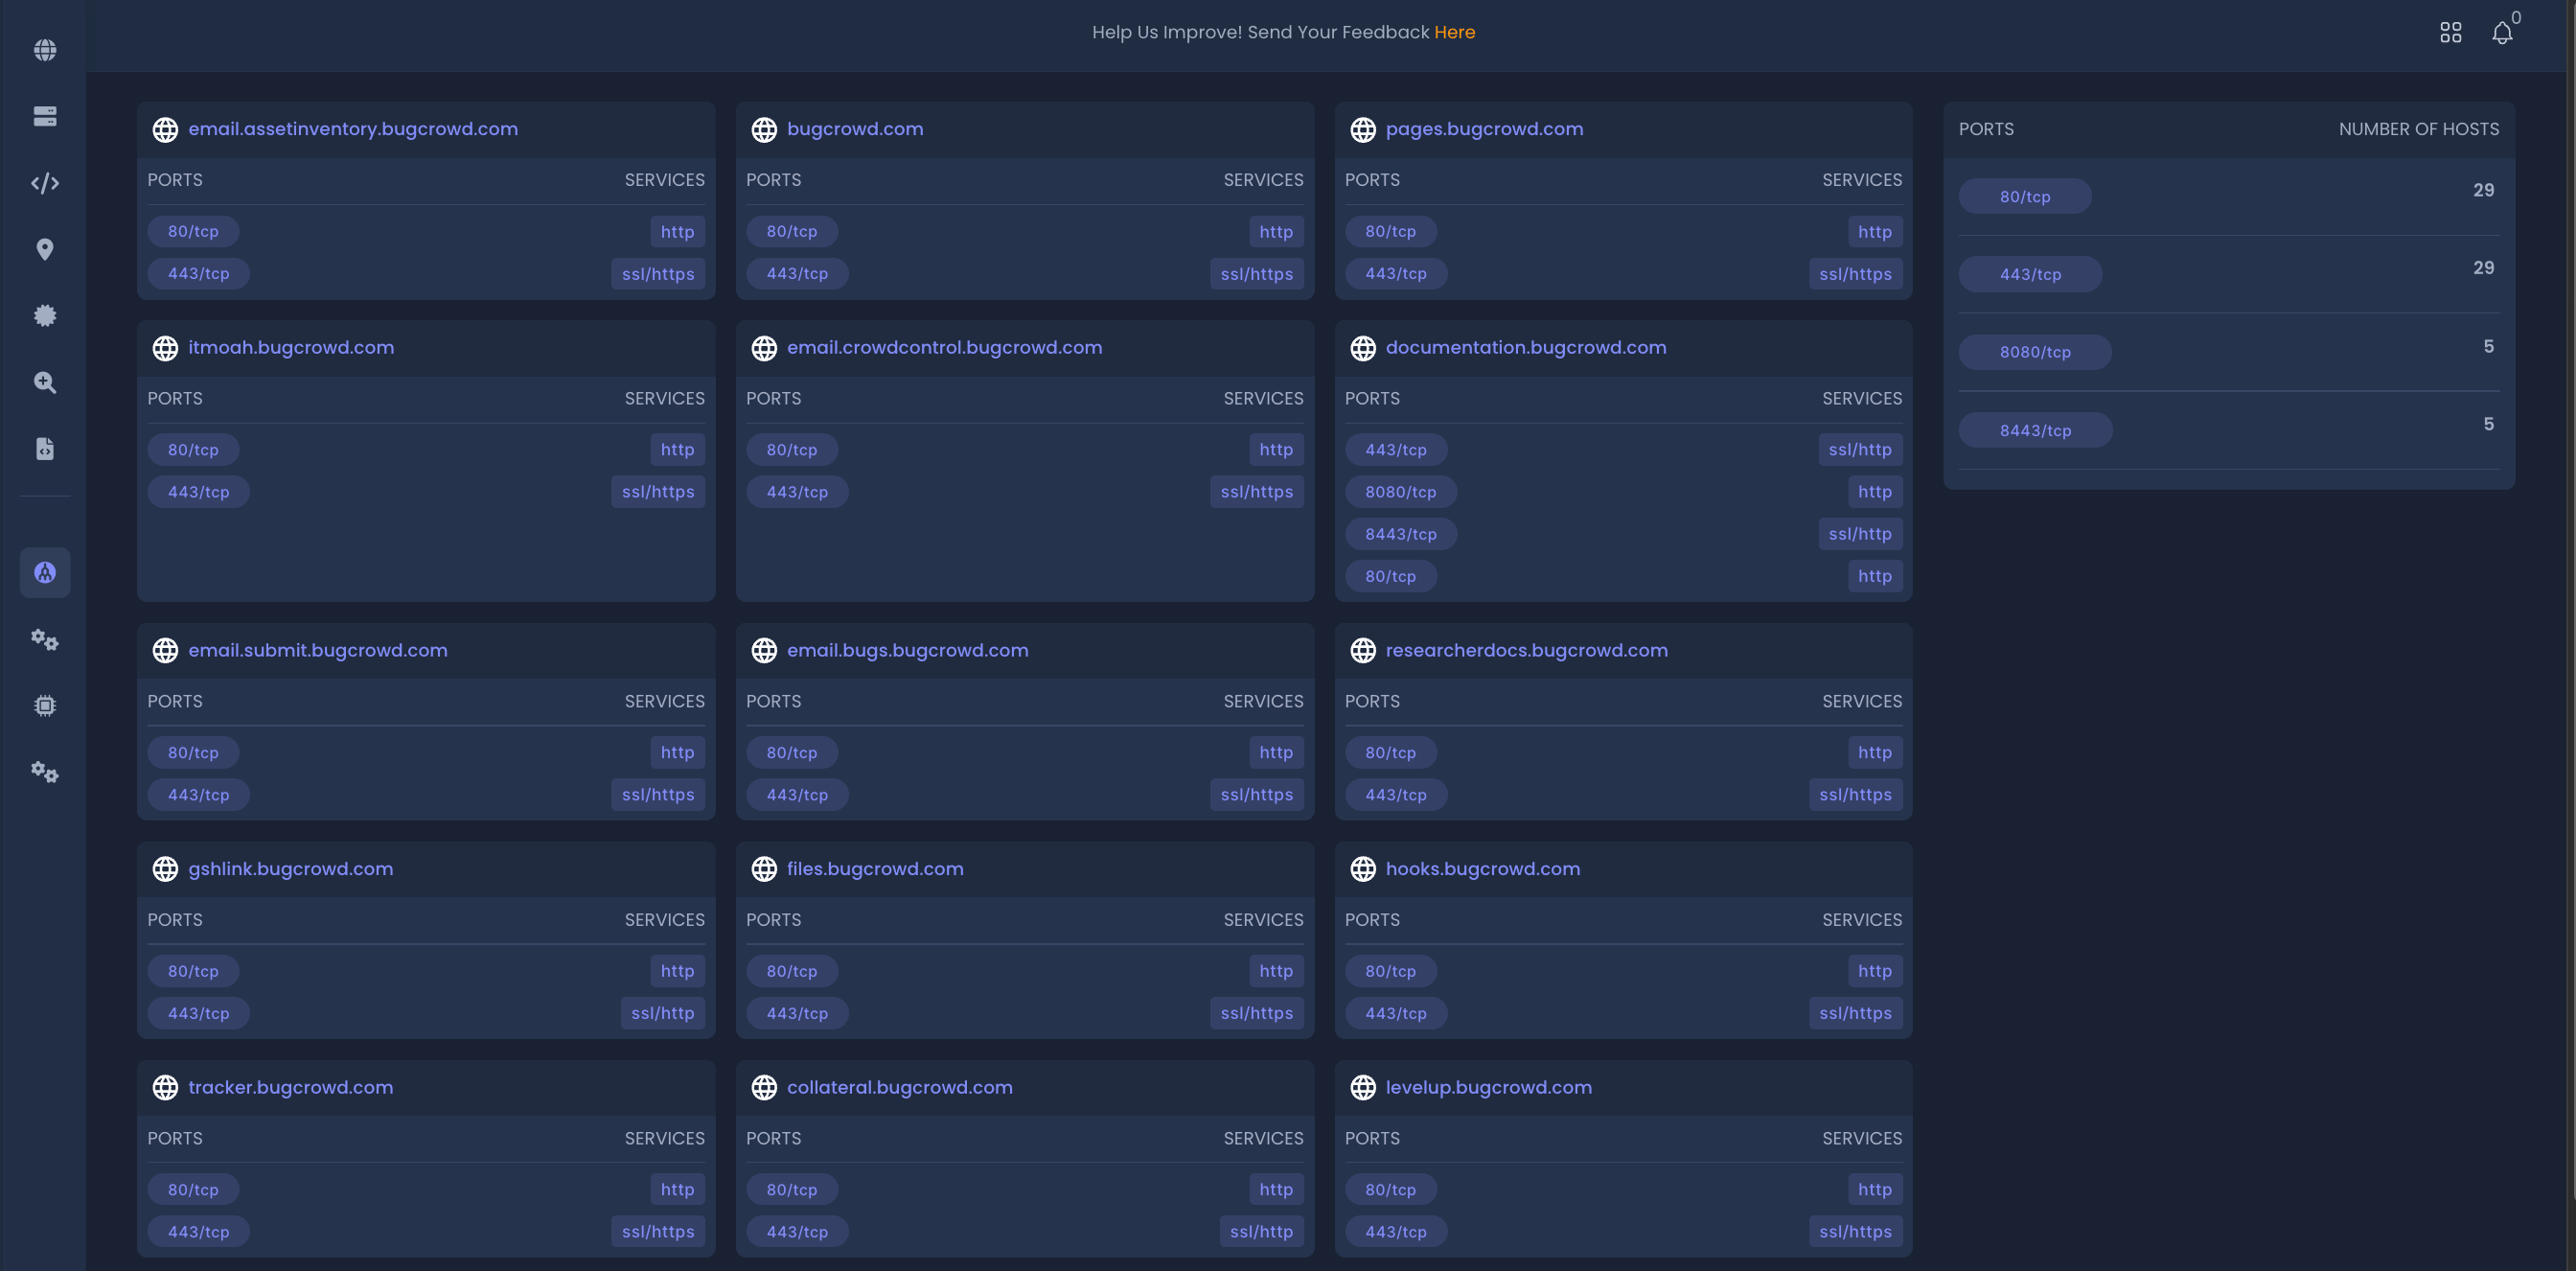 Help Us Improve! Send Your Feedback Here
0
email.assetinventory.bugcrowd.com
PORTS SERVICES
80/tcp http
443/tcp ssl/https
bugcrowd.com
PORTS SERVICES
80/tcp http
443/tcp ssl/https
pages.bugcrowd.com
PORTS SERVICES
80/tcp http
443/tcp ssl/https
itmoah.bugcrowd.com
PORTS SERVICES
80/tcp http
443/tcp ssl/https
email.crowdcontrol.bugcrowd.com
PORTS SERVICES
80/tcp http
443/tcp ssl/https
documentation.bugcrowd.com
PORTS SERVICES
443/tcp ssl/http
8080/tcp http
8443/tcp ssl/http
80/tcp http
email.submit.bugcrowd.com
PORTS SERVICES
80/tcp http
443/tcp ssl/https
email.bugs.bugcrowd.com
PORTS SERVICES
80/tcp http
443/tcp ssl/https
researcherdocs.bugcrowd.com
PORTS SERVICES
80/tcp http
443/tcp ssl/https
gshlink.bugcrowd.com
PORTS SERVICES
80/tcp http
443/tcp ssl/http
files.bugcrowd.com
PORTS SERVICES
80/tcp http
443/tcp ssl/https
hooks.bugcrowd.com
PORTS SERVICES
80/tcp http
443/tcp ssl/https
tracker.bugcrowd.com
PORTS SERVICES
80/tcp http
443/tcp ssl/https
collateral.bugcrowd.com
PORTS SERVICES
80/tcp http
443/tcp ssl/http
levelup.bugcrowd.com
PORTS SERVICES
80/tcp http
443/tcp ssl/https
PORTS NUMBER OF HOSTS
80/tcp 29
443/tcp 29
8080/tcp 5
8443/tcp 5